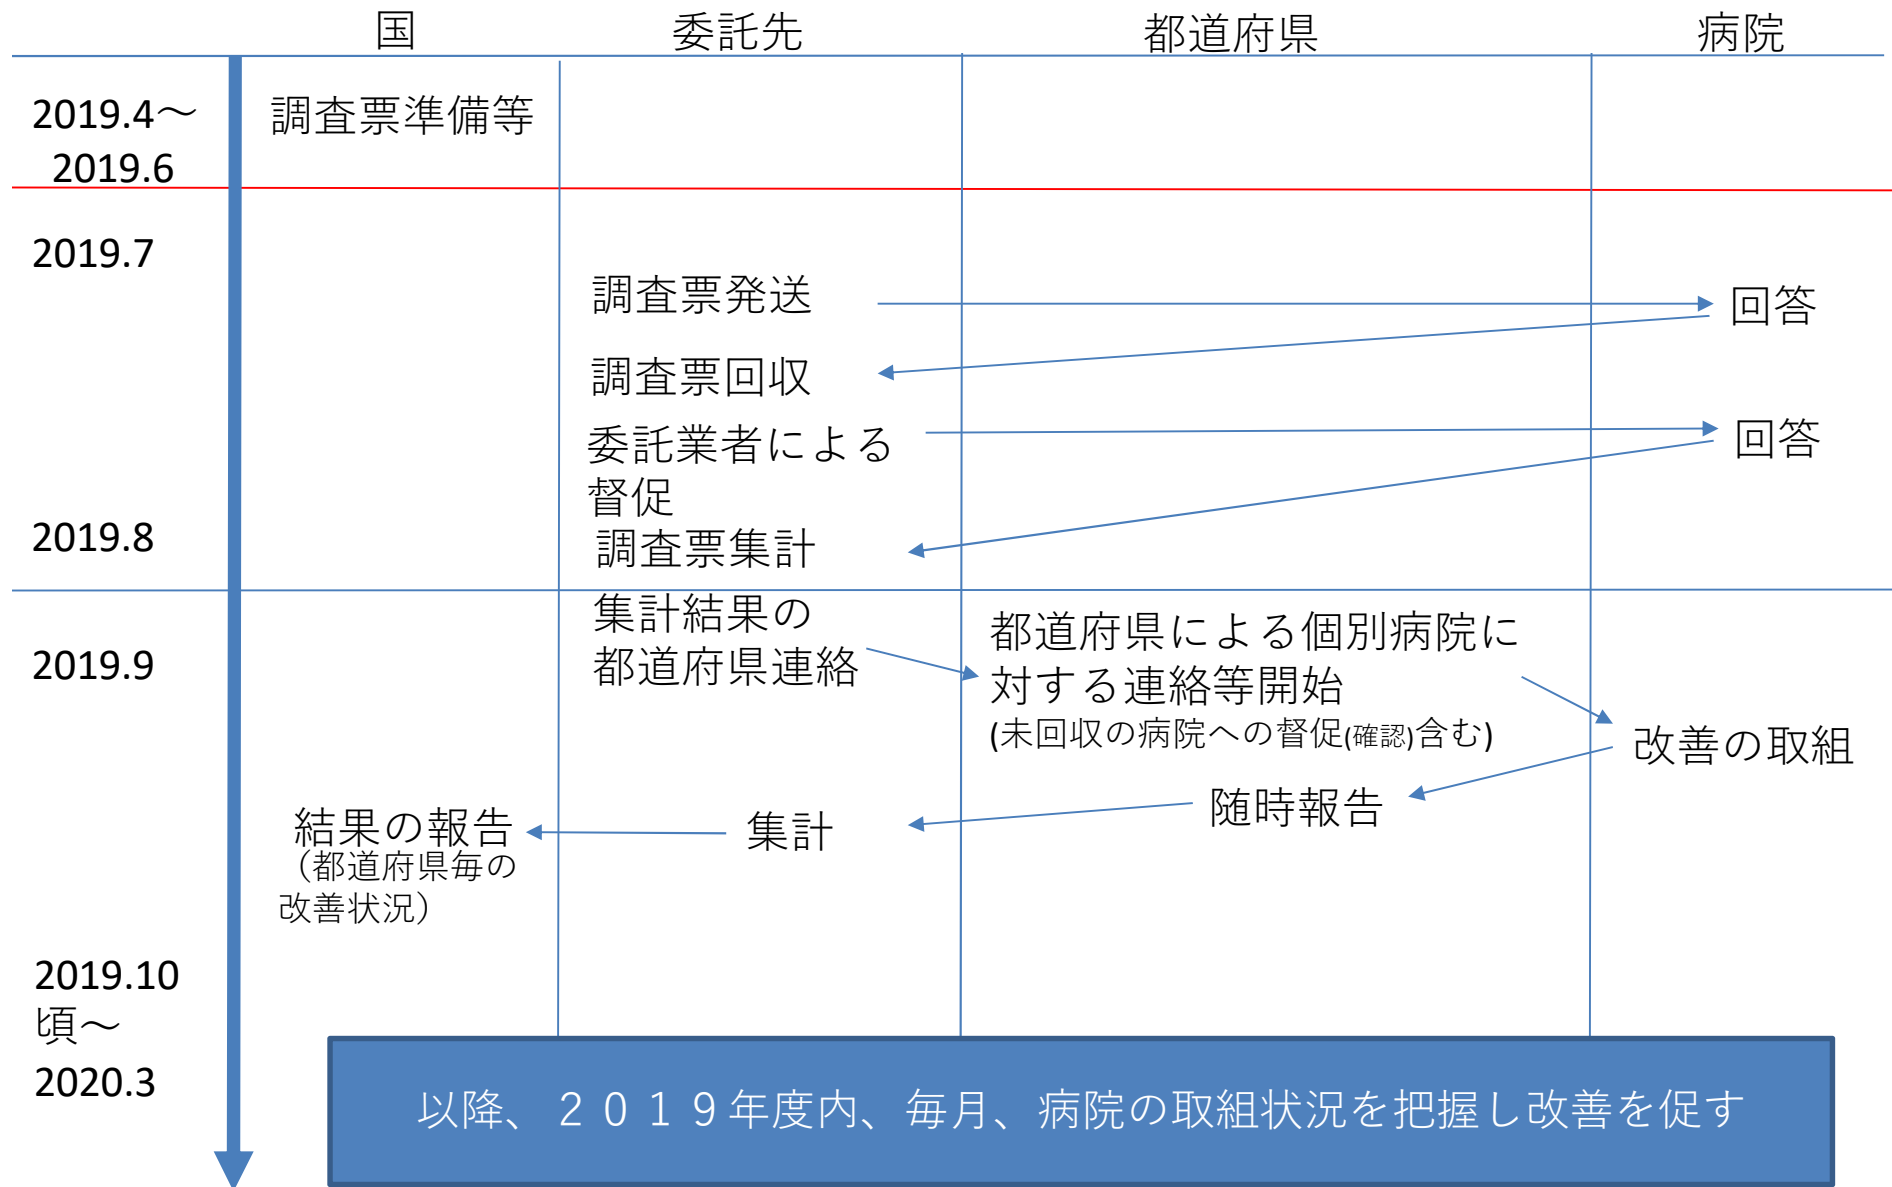 国
委託先
都道府県
病院
2019.4～
2019.6
調査票準備等
2019.7
調査票発送
回答
調査票回収
委託業者による
督促
回答
2019.8
調査票集計
集計結果の
都道府県連絡
2019.9
都道府県による個別病院に
対する連絡等開始
(未回収の病院への督促(確認)含む)
改善の取組
随時報告
集計
結果の報告
（都道府県毎の
改善状況）
2019.10
頃～
2020.3
以降、２０１９年度内、毎月、病院の取組状況を把握し改善を促す